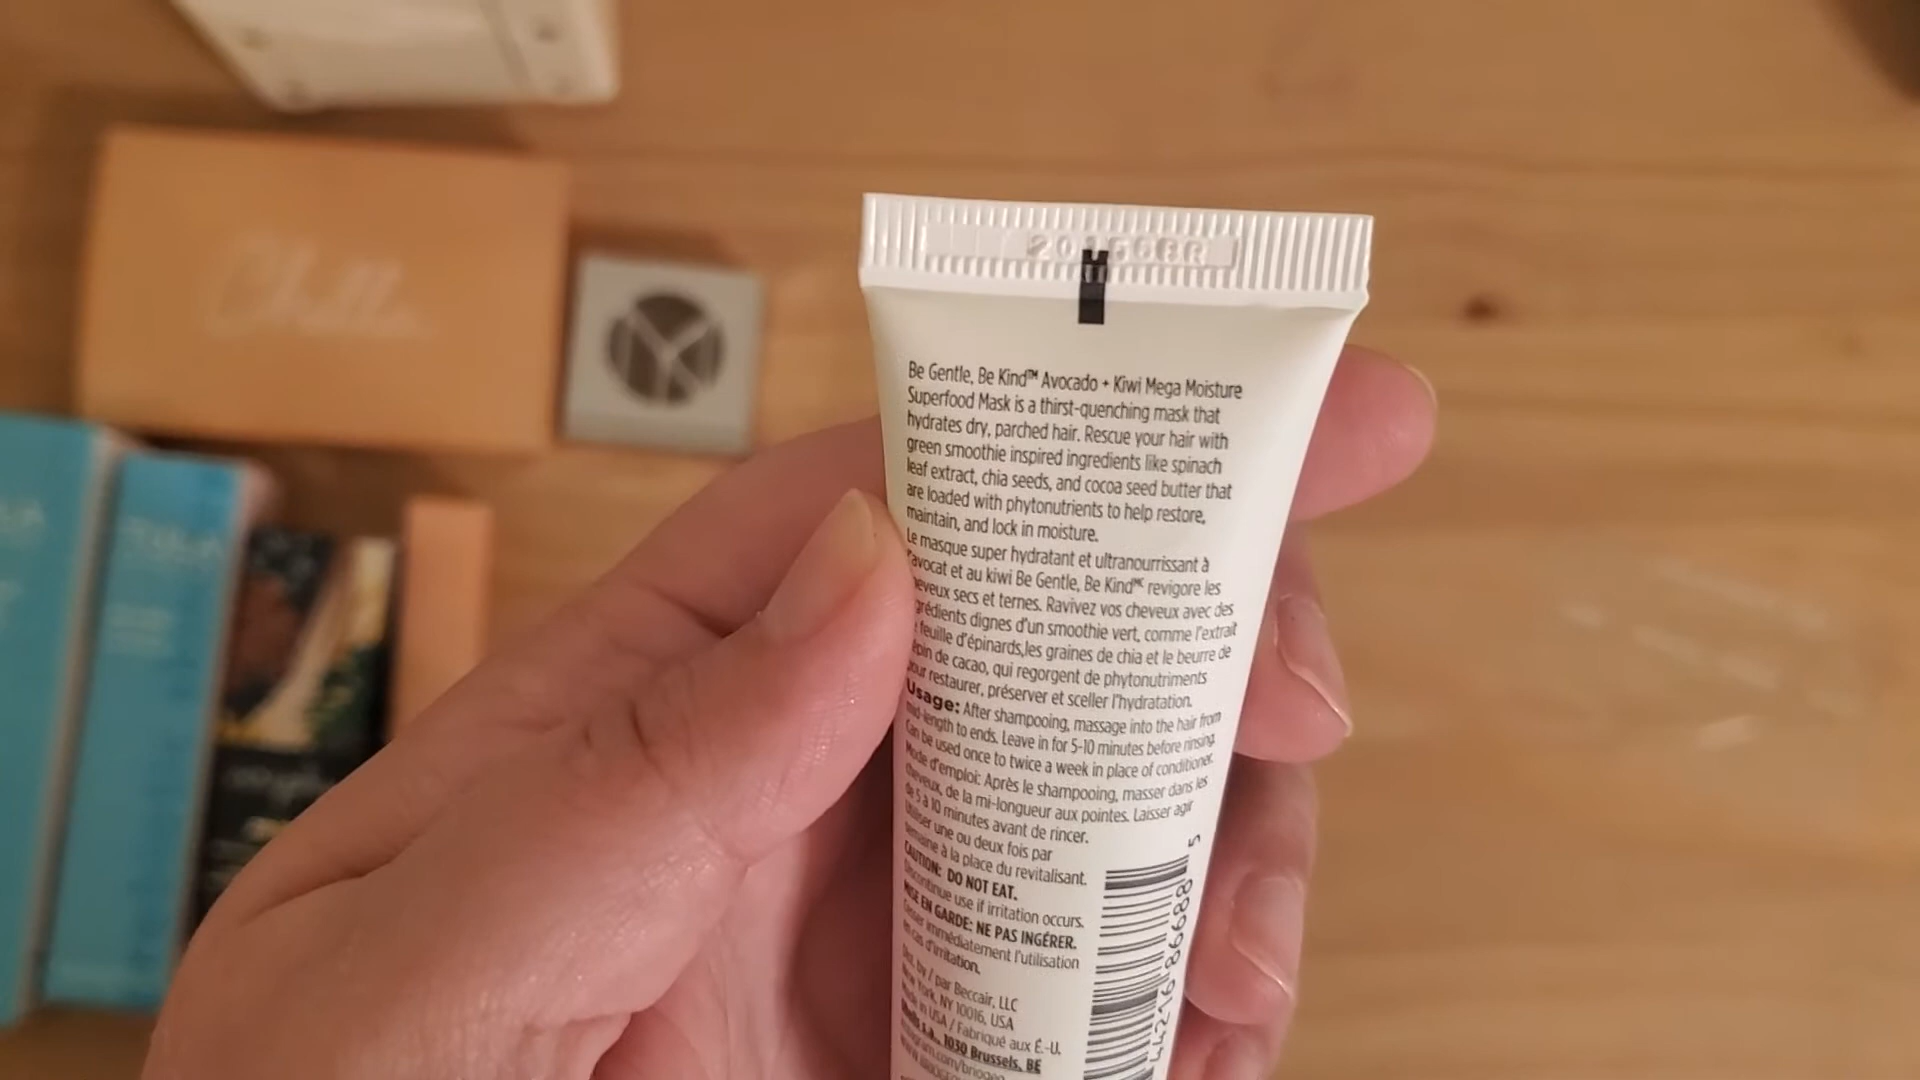 Chill
Be Gentle, Be Kind™ Avocado + Kiwi Mega Moisture
Superfood Mask is a thirst-quenching mask that
hydrates dry, parched hair. Rescue your hair with
green smoothie inspired ingredients like spinach
leaf extract, chia seeds, and cocoa seed butter that
are loaded with phytonutrients to help restore,
maintain, and lock in moisture.
Le masque super hydratant et ultranourrissant à
l'avocat et au kiwi Be Gentle, Be Kindᴹᶜ revigore les
cheveux secs et ternes. Ravivez vos cheveux avec des
ingrédients dignes d'un smoothie vert, comme l'extrait
feuille d'épinards,les graines de chia et le beurre de
pépin de cacao, qui regorgent de phytonutriments
pour restaurer, préserver et sceller l'hydratation.
Usage: After shampooing, massage into the hair from
mid-length to ends. Leave in for 5-10 minutes before rinsing.
Can be used once to twice a week in place of conditioner.
Mode d'emploi: Après le shampooing, masser dans les
cheveux, de la mi-longueur aux pointes. Laisser agir
de 5 à 10 minutes avant de rincer.
Utiliser une ou deux fois par
semaine à la place du revitalisant.
CAUTION: DO NOT EAT.
Discontinue use if irritation occurs.
MISE EN GARDE: NE PAS INGÉRER.
Cesser immédiatement l'utilisation
en cas d'irritation.
Dist. by / par Beccair, LLC
New York, NY 10016, USA
Made in USA / Fabriqué aux É.-U.
s.a., 1030 Brussels, BE
instagram.com/briogeo
44216 86688 5